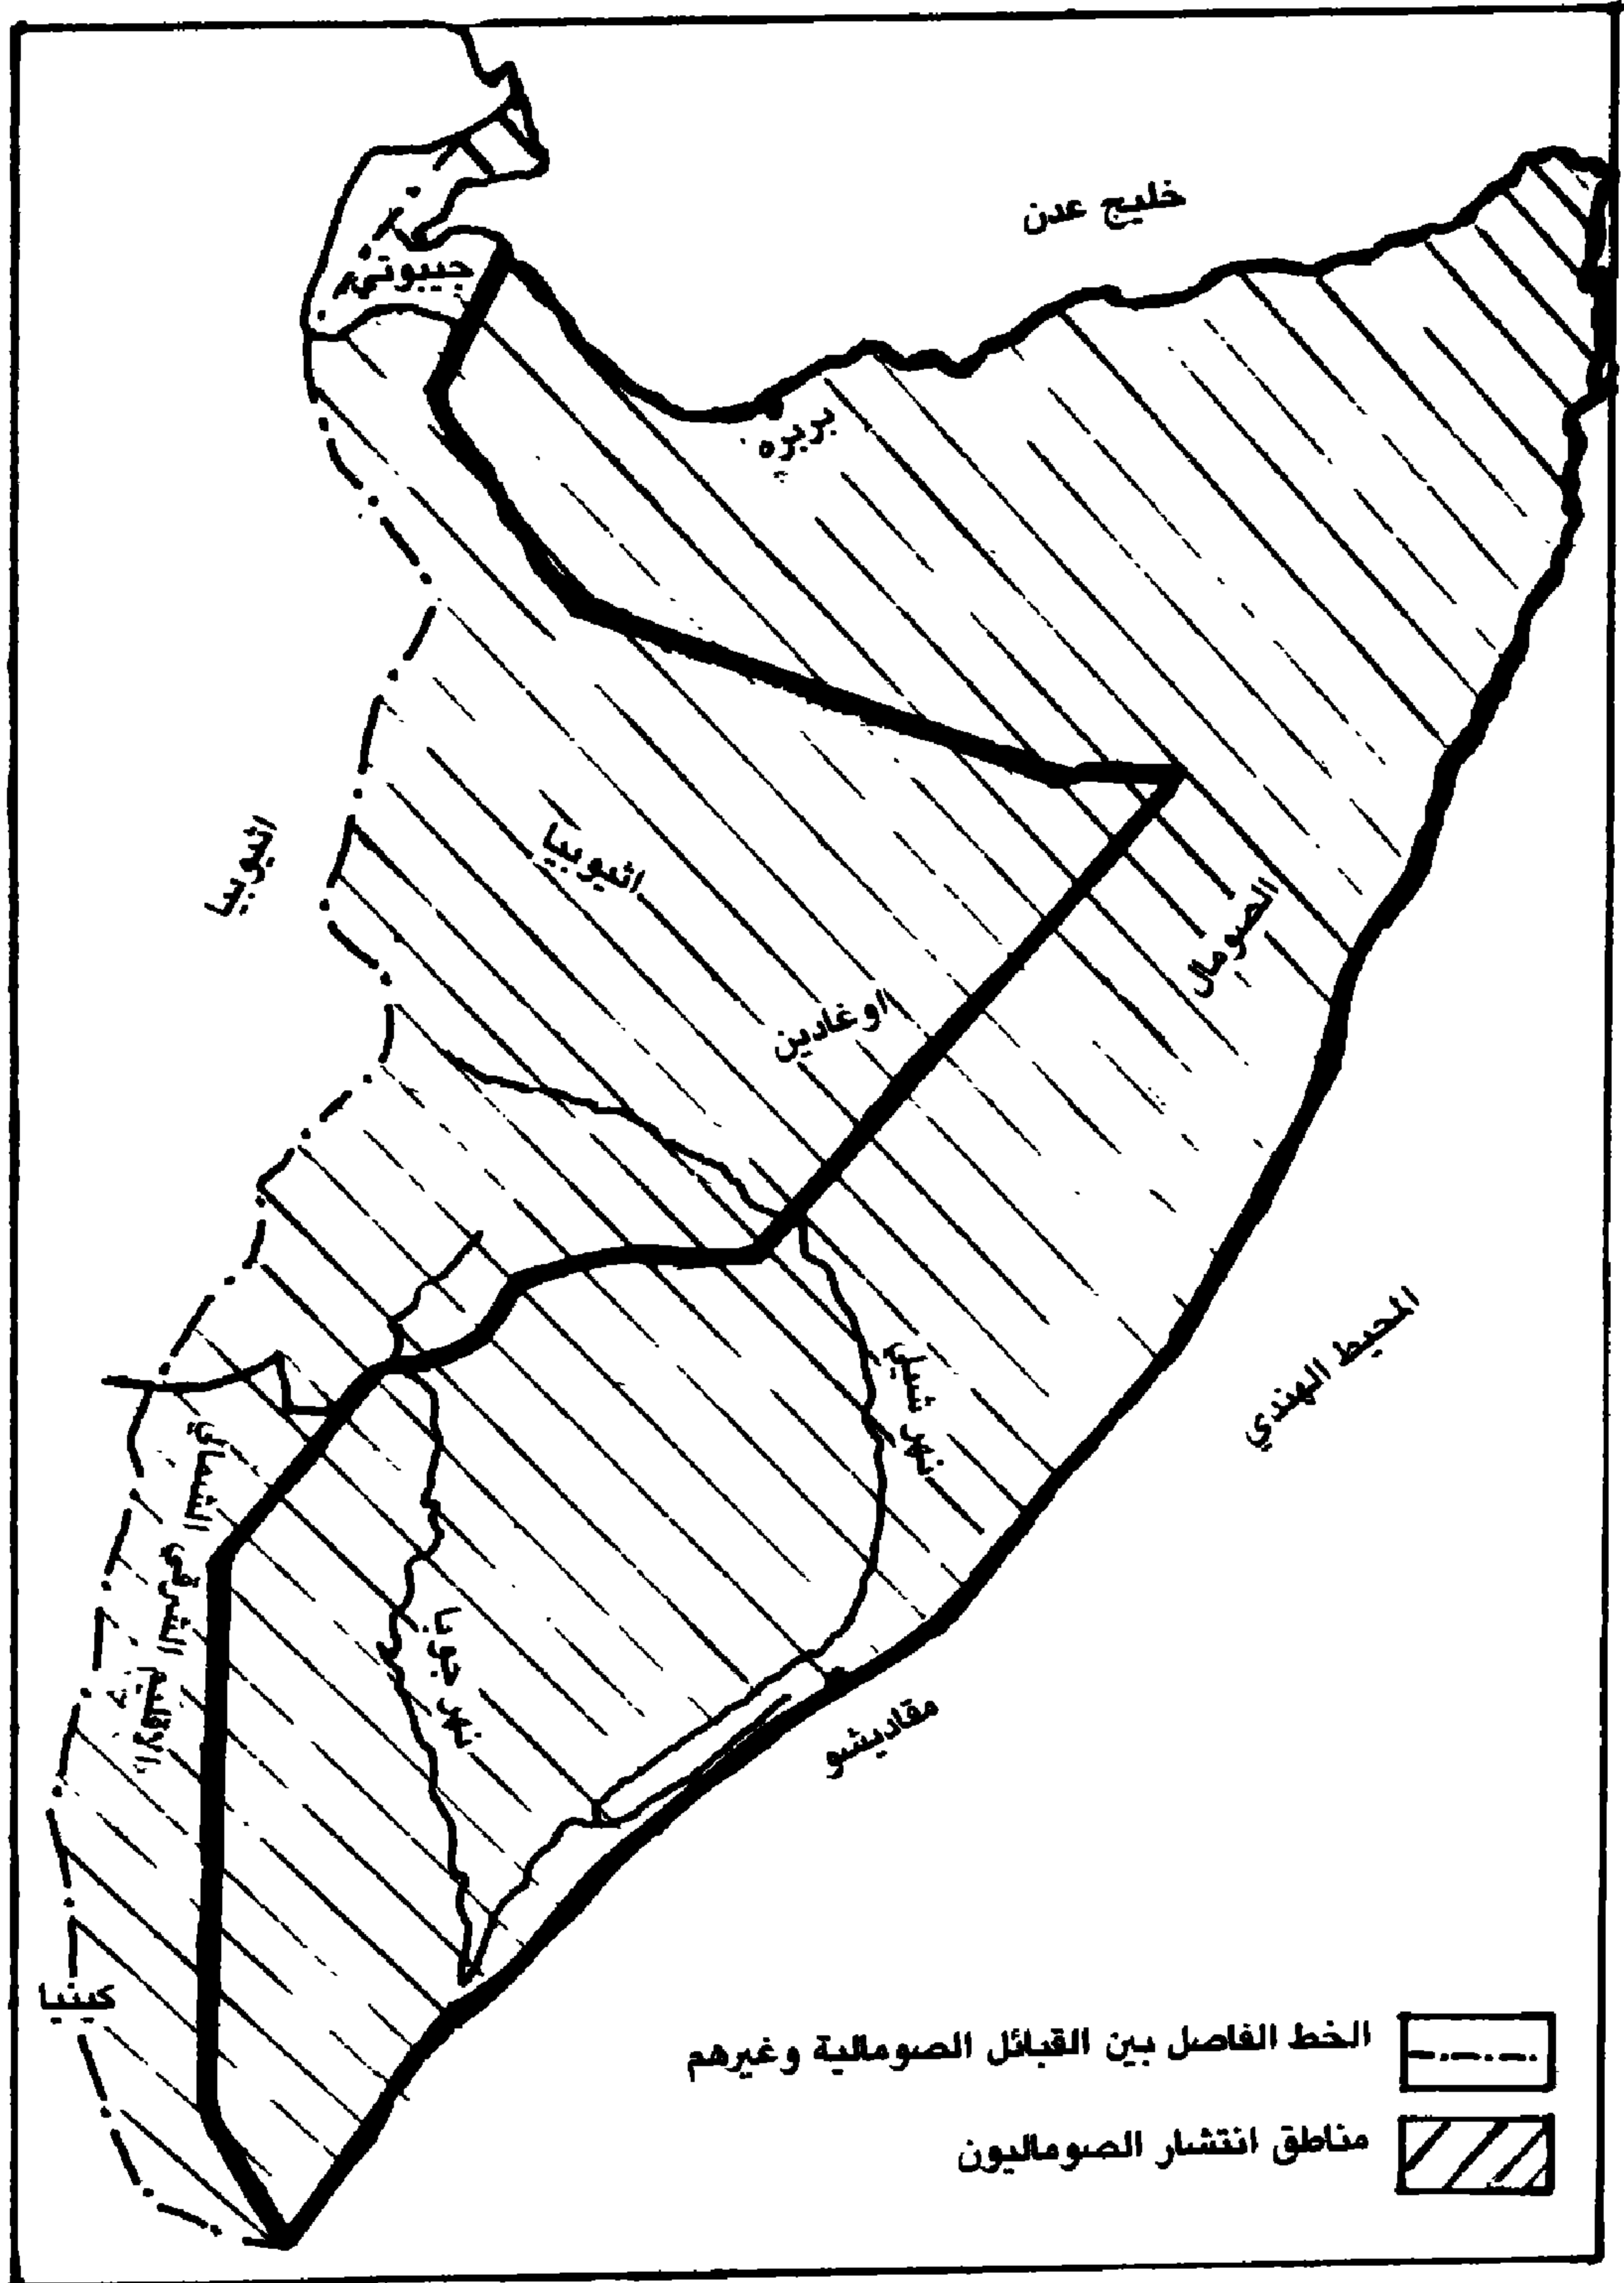 خليج عدن
جيبوتي
بربره
اثيوبيا
اثيوبيا
الصومال
اوغادين
المحيط الهندي
نهر شبيلي
نهر جوبا
مقاديشو
كينيا
الخط الفاصل بين القبائل الصومالية وغيرهم
مناطق انتشار الصوماليون